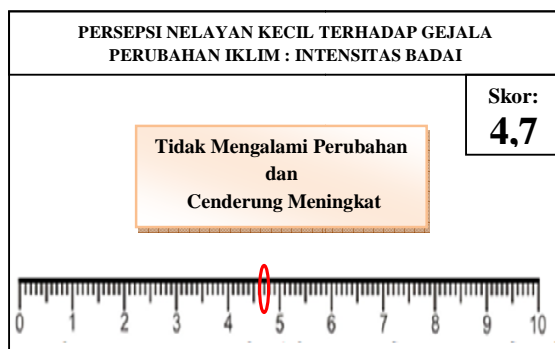 PERSEPSI NELAYAN KECIL TERHADAP GEJALA
PERUBAHAN IKLIM : INTENSITAS BADAI
Skor:
4,7
Tidak Mengalami Perubahan
dan
Cenderung Meningkat
0 1 2 3 4 5 6 7 8 9 10